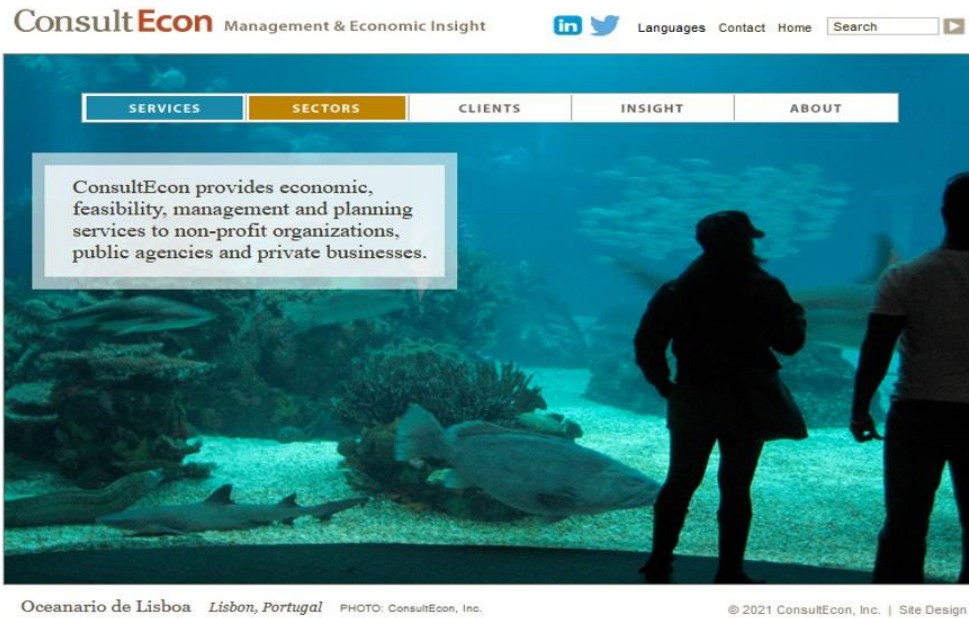 ConsultEcon Management & Economic Insight
in
Languages Contact Home Search
SERVICES SECTORS CLIENTS INSIGHT ABOUT
ConsultEcon provides economic,
feasibility, management and planning
services to non-profit organizations,
public agencies and private businesses.
Oceanario de Lisboa Lisbon, Portugal PHOTO: ConsultEcon, Inc.
© 2021 ConsultEcon, Inc. | Site Design